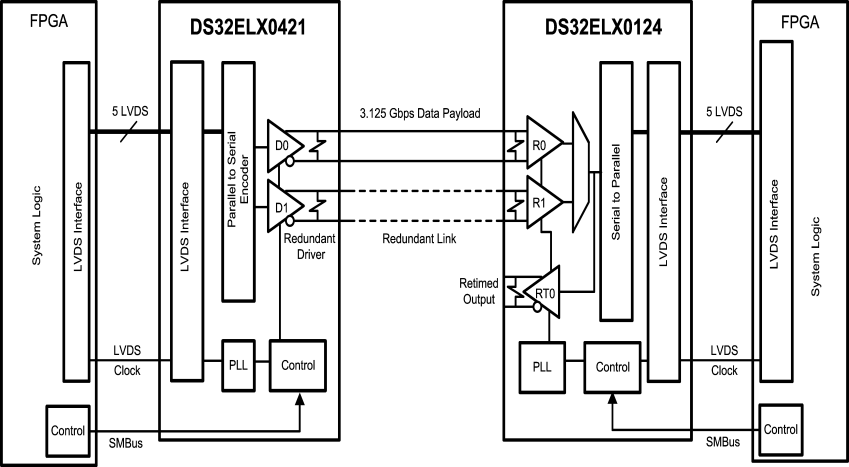 FPGA
DS32ELX0421
DS32ELX0124
FPGA
5 LVDS
3.125 Gbps Data Payload
5 LVDS
D0
R0
D1
R1
System Logic
LVDS Interface
LVDS Interface
Parallel to Serial
Encoder
Redundant
Driver
Redundant Link
Serial to Parallel
LVDS Interface
LVDS Interface
System Logic
Retimed
Output
RT0
LVDS
Clock
PLL
Control
PLL
Control
LVDS
Clock
Control
SMBus
SMBus
Control